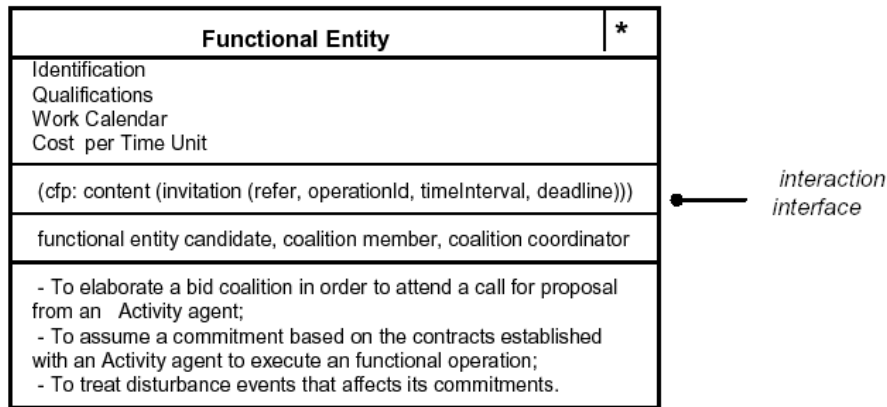 Functional Entity *
Identification
Qualifications
Work Calendar
Cost per Time Unit
(cfp: content (invitation (refer, operationId, timeInterval, deadline)))
interaction
interface
functional entity candidate, coalition member, coalition coordinator
- To elaborate a bid coalition in order to attend a call for proposal
from an Activity agent;
- To assume a commitment based on the contracts established
with an Activity agent to execute an functional operation;
- To treat disturbance events that affects its commitments.